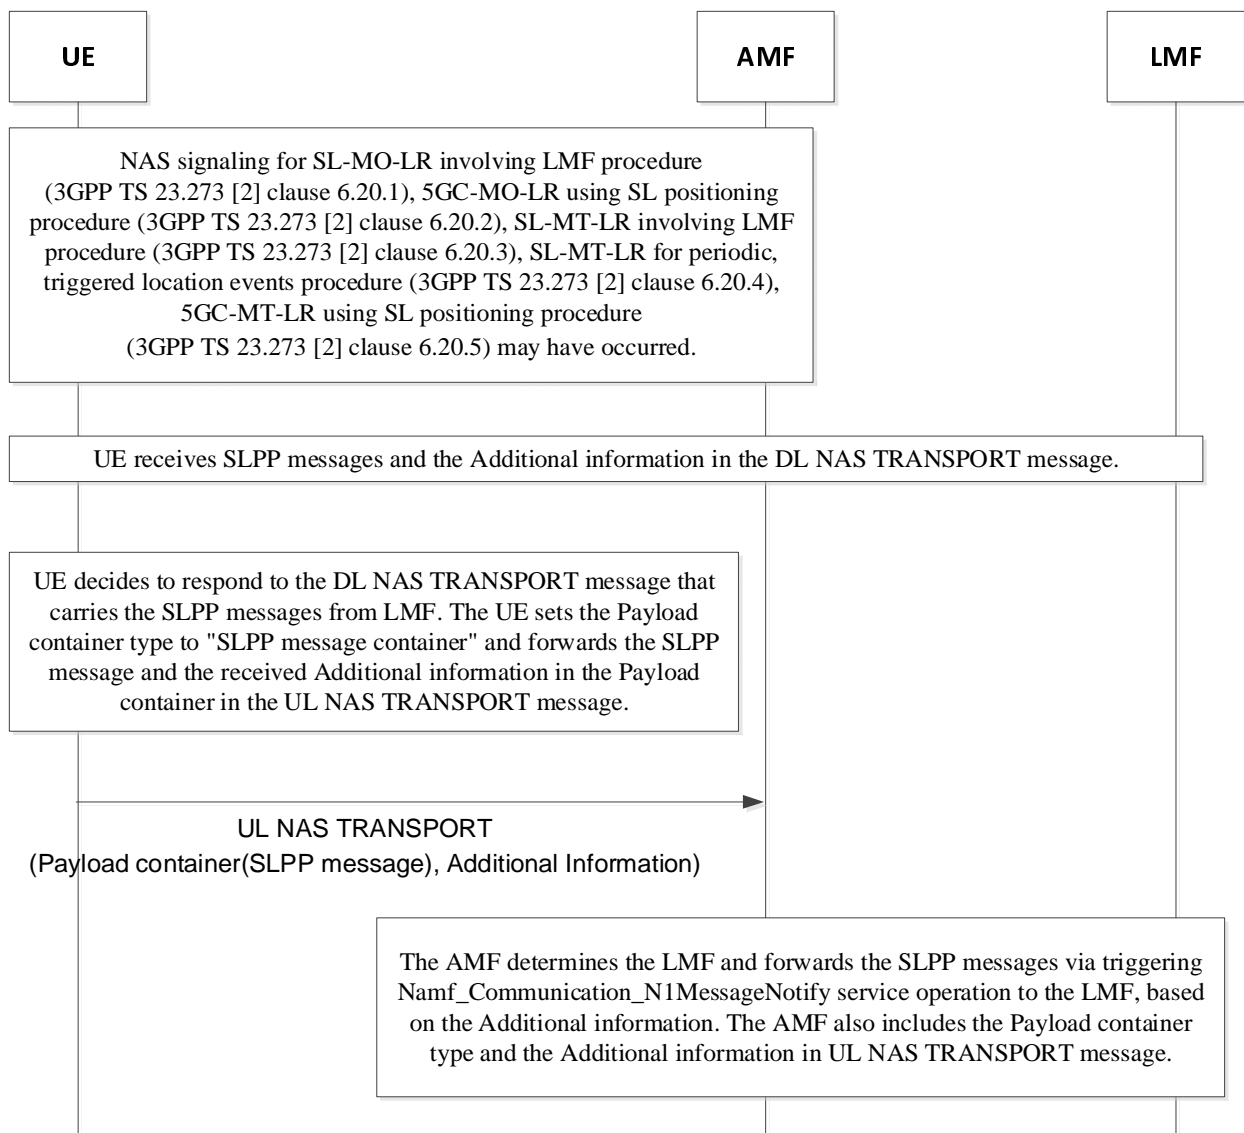 UE
AMF
LMF
NAS signaling for SL-MO-LR involving LMF procedure
(3GPP TS 23.273 [2] clause 6.20.1), 5GC-MO-LR using SL positioning
procedure (3GPP TS 23.273 [2] clause 6.20.2), SL-MT-LR involving LMF
procedure (3GPP TS 23.273 [2] clause 6.20.3), SL-MT-LR for periodic,
triggered location events procedure (3GPP TS 23.273 [2] clause 6.20.4),
5GC-MT-LR using SL positioning procedure
(3GPP TS 23.273 [2] clause 6.20.5) may have occurred.
UE receives SLPP messages and the Additional information in the DL NAS TRANSPORT message.
UE decides to respond to the DL NAS TRANSPORT message that
carries the SLPP messages from LMF. The UE sets the Payload
container type to "SLPP message container" and forwards the SLPP
message and the received Additional information in the Payload
container in the UL NAS TRANSPORT message.
UL NAS TRANSPORT
(Payload container(SLPP message), Additional Information)
The AMF determines the LMF and forwards the SLPP messages via triggering
Namf_Communication_N1MessageNotify service operation to the LMF, based
on the Additional information. The AMF also includes the Payload container
type and the Additional information in UL NAS TRANSPORT message.